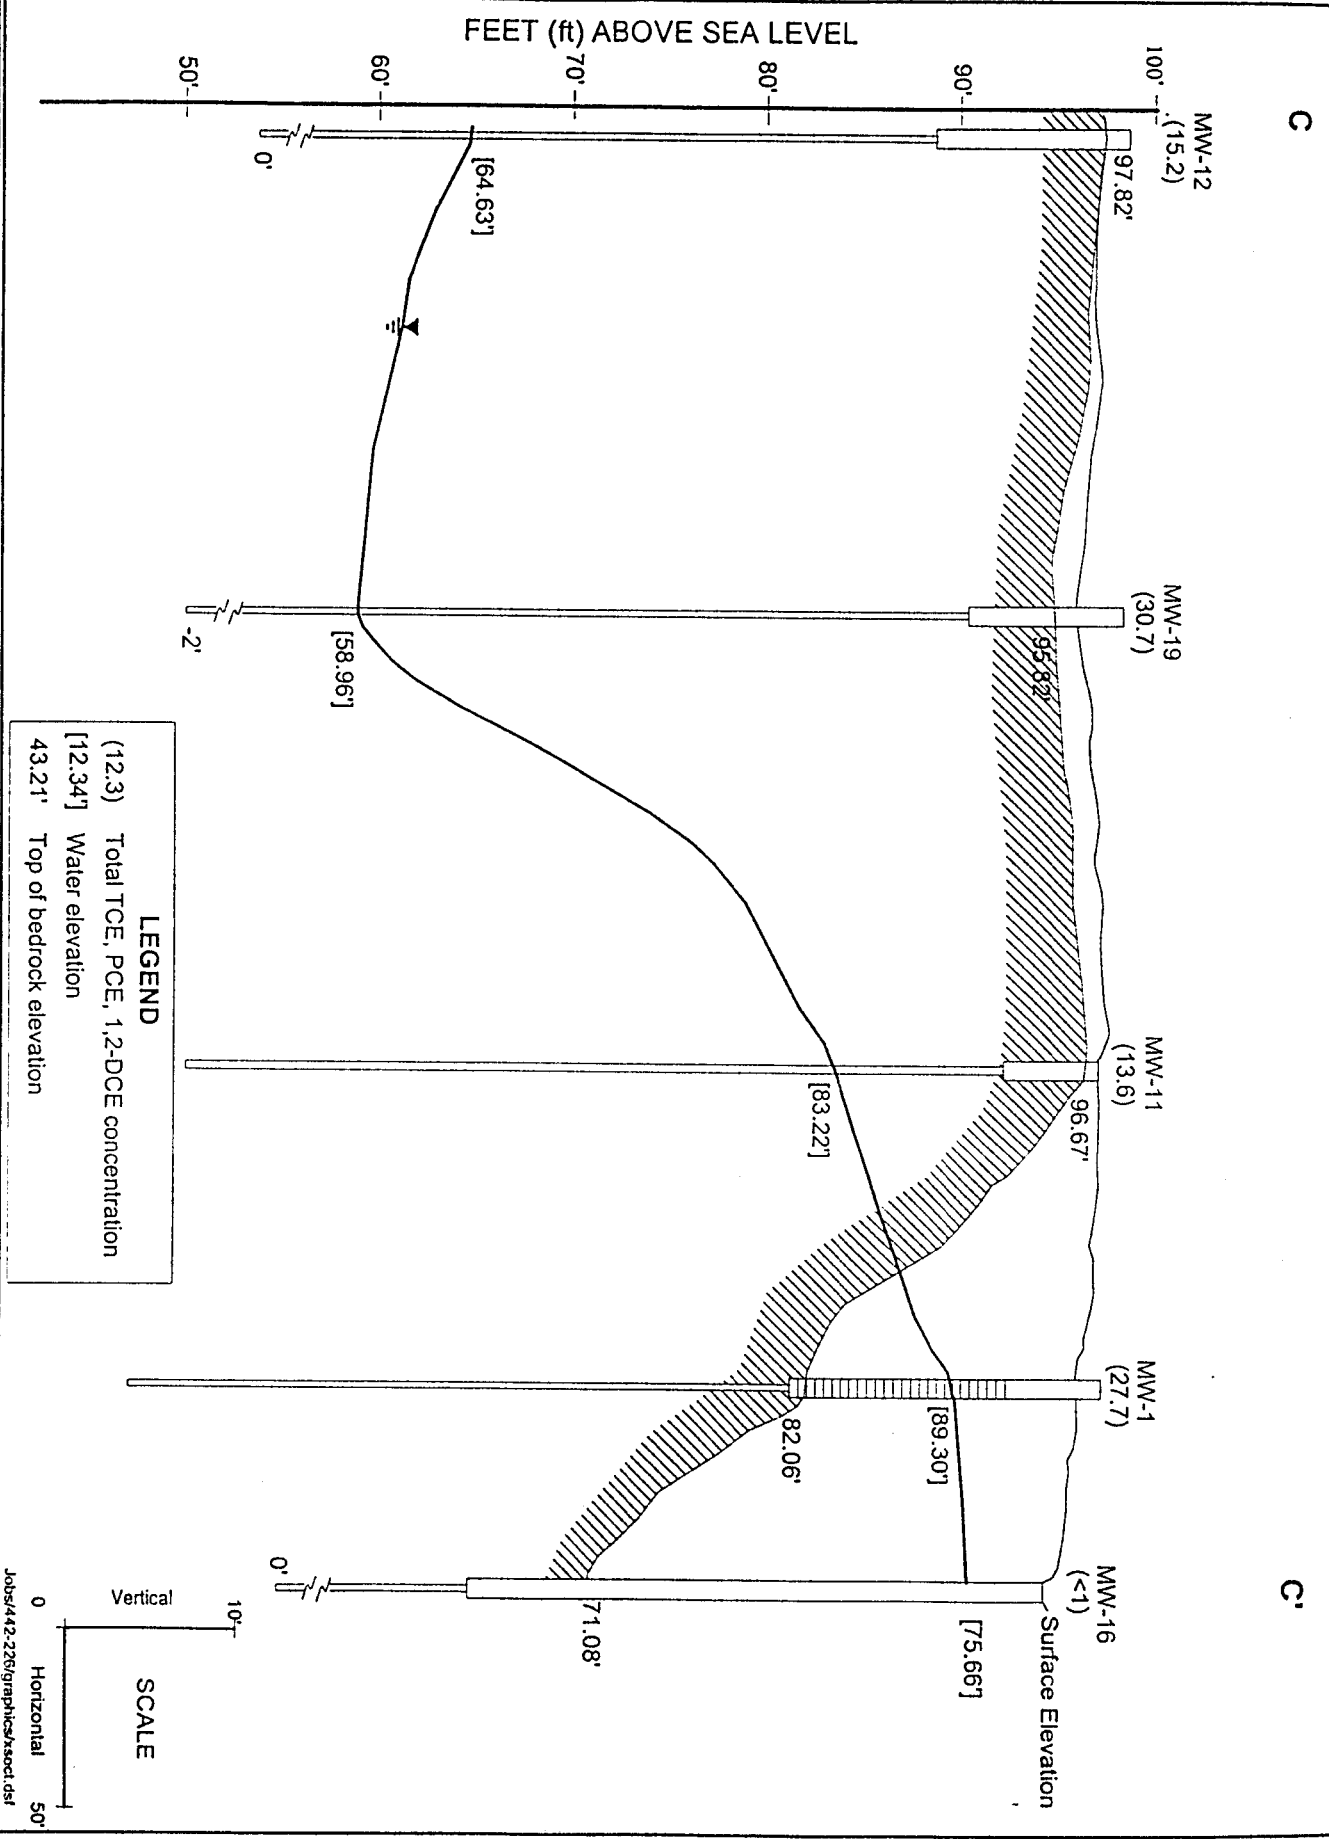 C
C'
MW-12
(15.2)
97.82'
[64.63']
0'
MW-19
(30.7)
95.82'
[58.96']
-2'
MW-11
(13.6)
96.67'
[83.22']
MW-1
(27.7)
[89.30']
82.06'
MW-16
(<1)
Surface Elevation
[75.66']
71.08'
0'
FEET (ft) ABOVE SEA LEVEL
100'
90'
80'
70'
60'
50'
LEGEND
(12.3) Total TCE, PCE, 1,2-DCE concentration
[12.34'] Water elevation
43.21' Top of bedrock elevation
SCALE
10'
Vertical
0 Horizontal 50'
Jobs/442-226/graphics/xsoct.dsf